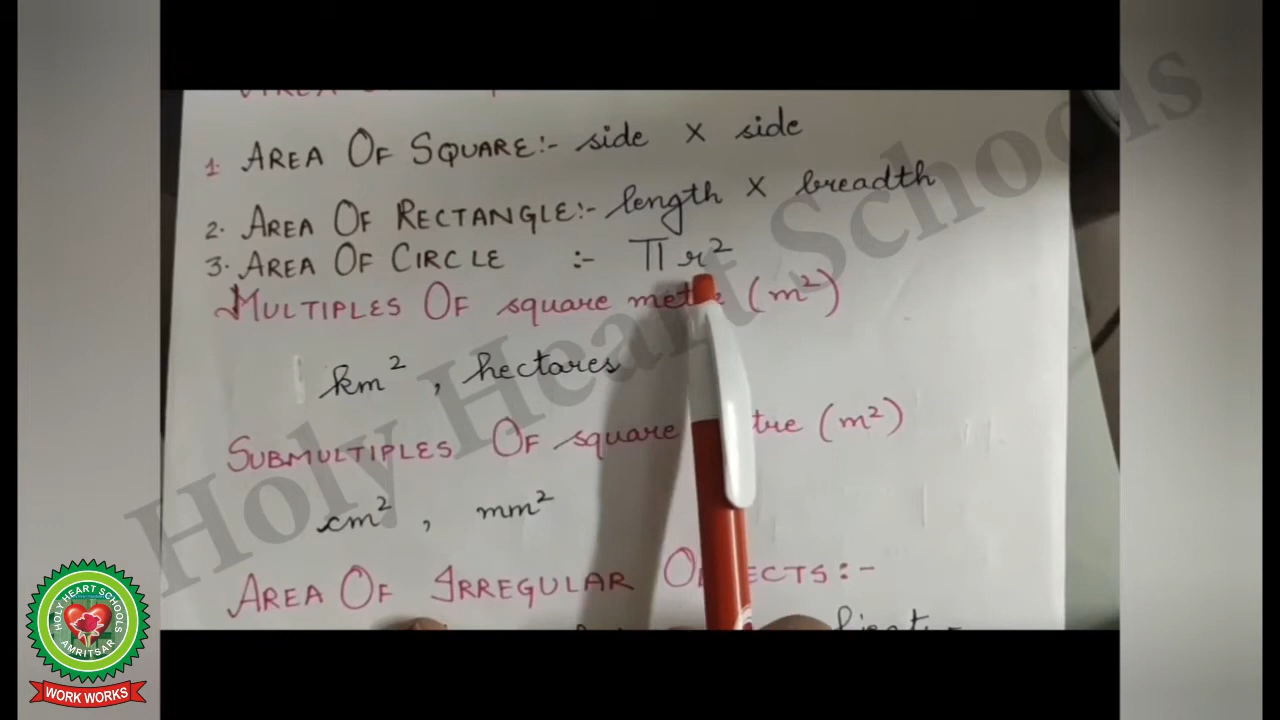 1. AREA OF SQUARE:- side × side
2. AREA OF RECTANGLE:- length × breadth
3. AREA OF CIRCLE :- πr²
MULTIPLES OF square metre (m²)
km², hectares
SUBMULTIPLES OF square tre (m²)
cm², mm²
AREA OF IRREGULAR OBJECTS:-
Holy Heart Schools
HOLY HEART SCHOOLS
AMRITSAR
WORK WORKS